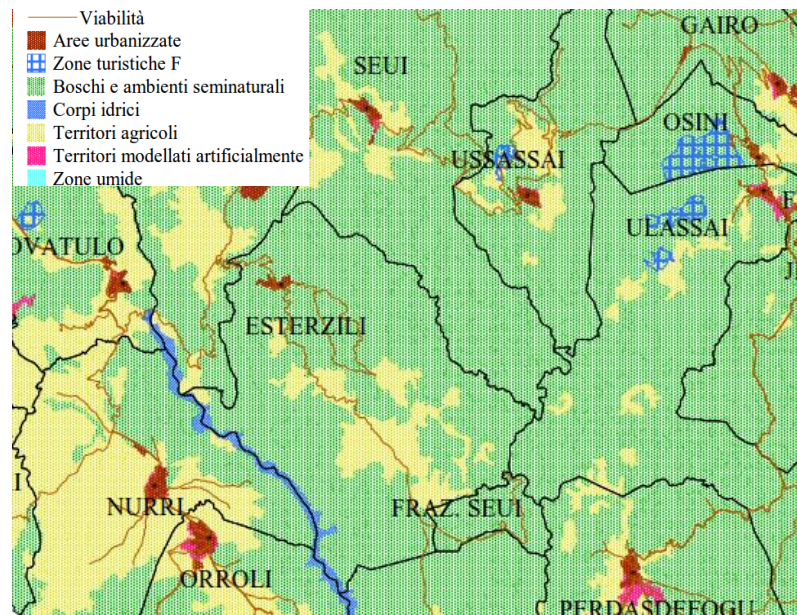 Viabilità
Aree urbanizzate
Zone turistiche F
Boschi e ambienti seminaturali
Corpi idrici
Territori agricoli
Territori modellati artificialmente
Zone umide
GAIRO
SEUI
OSINI
USSASSAI
ULASSAI
OVATULO
ESTERZILI
NURRI
FRAZ. SEUI
ORROLI
PERDASDEFOGU